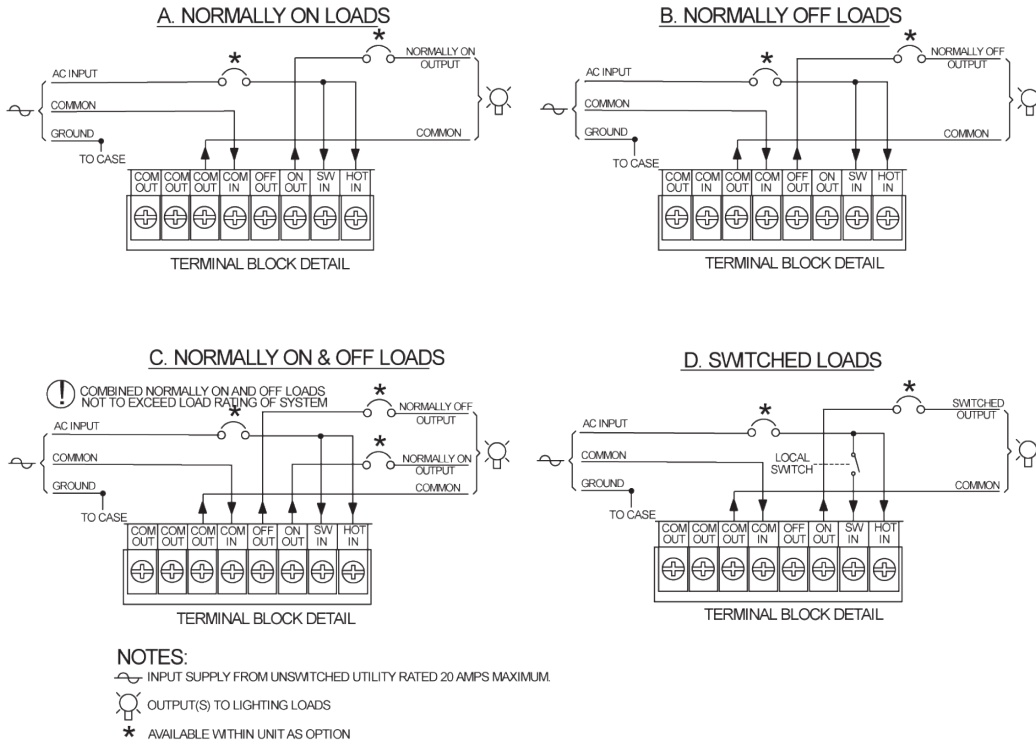 A. NORMALLY ON LOADS
*
*
NORMALLY ON
OUTPUT
AC INPUT
COMMON
GROUND
TO CASE
COMMON
COM OUT COM OUT COM OUT COM IN OFF OUT ON OUT SW IN HOT IN
TERMINAL BLOCK DETAIL
B. NORMALLY OFF LOADS
*
*
NORMALLY OFF
OUTPUT
AC INPUT
COMMON
GROUND
TO CASE
COMMON
COM OUT COM IN COM OUT COM IN OFF OUT ON OUT SW IN HOT IN
TERMINAL BLOCK DETAIL
C. NORMALLY ON & OFF LOADS
! COMBINED NORMALLY ON AND OFF LOADS
NOT TO EXCEED LOAD RATING OF SYSTEM
*
*
*
NORMALLY OFF
OUTPUT
AC INPUT
COMMON
NORMALLY ON
OUTPUT
GROUND
TO CASE
COMMON
COM OUT COM OUT COM OUT COM IN OFF OUT ON OUT SW IN HOT IN
TERMINAL BLOCK DETAIL
D. SWITCHED LOADS
*
*
SWITCHED
OUTPUT
AC INPUT
COMMON
LOCAL
SWITCH
GROUND
TO CASE
COMMON
COM OUT COM OUT COM OUT COM IN OFF OUT ON OUT SW IN HOT IN
TERMINAL BLOCK DETAIL
NOTES:
INPUT SUPPLY FROM UNSWITCHED UTILITY RATED 20 AMPS MAXIMUM.
OUTPUT(S) TO LIGHTING LOADS
* AVAILABLE WITHIN UNIT AS OPTION